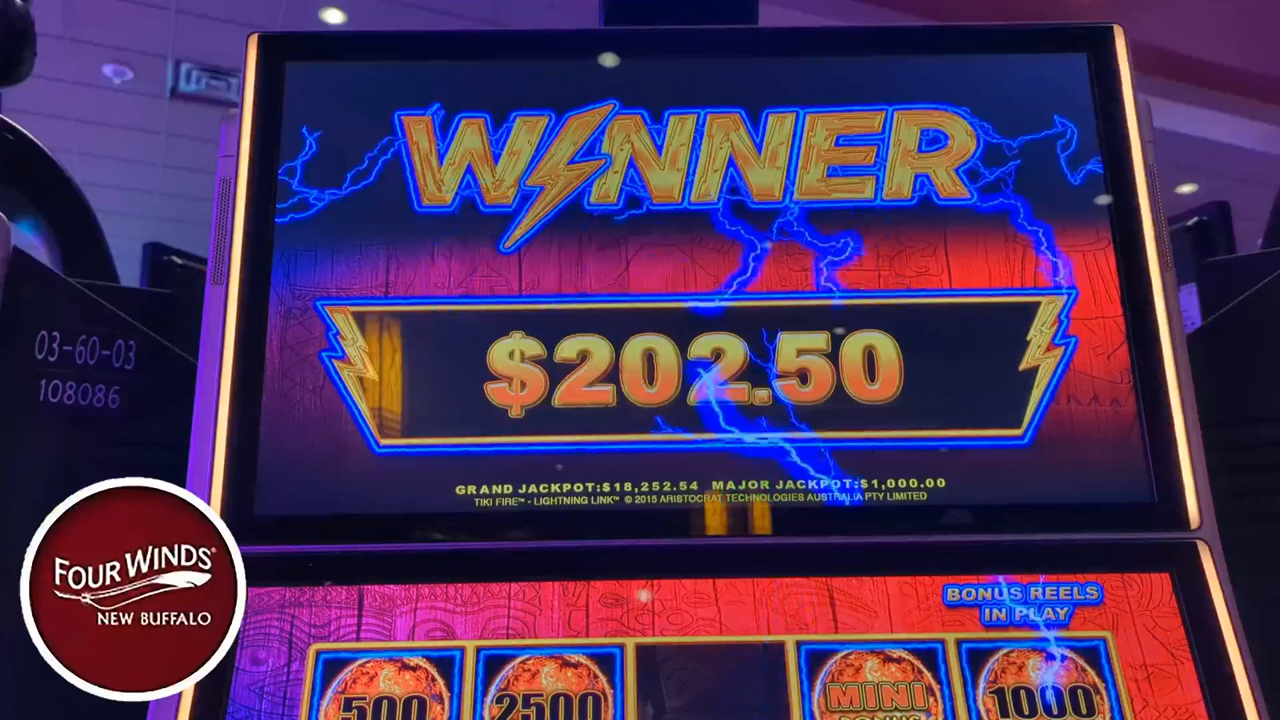 WINNER
$202.50
GRAND JACKPOT:$18,252.54 MAJOR JACKPOT:$1,000.00
TIKI FIRE™ - LIGHTNING LINK™ © 2015 ARISTOCRAT TECHNOLOGIES AUSTRALIA PTY LIMITED
03-60-03
108086
FOUR WINDS®
NEW BUFFALO
BONUS REELS
IN PLAY
500
2500
MINI
BONUS
1000